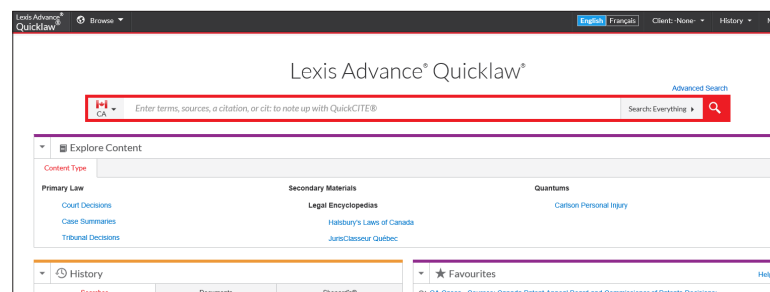 Lexis Advance® Browse English Français Client: -None- History
Quicklaw®
Lexis Advance® Quicklaw®
Advanced Search
CA Enter terms, sources, a citation, or cit: to note up with QuickCITE® Search: Everything
Explore Content
Content Type
Primary Law Secondary Materials Quantums
Court Decisions Legal Encyclopedias Carlson Personal Injury
Case Summaries Halsbury's Laws of Canada
Tribunal Decisions JurisClasseur Québec
History Favourites